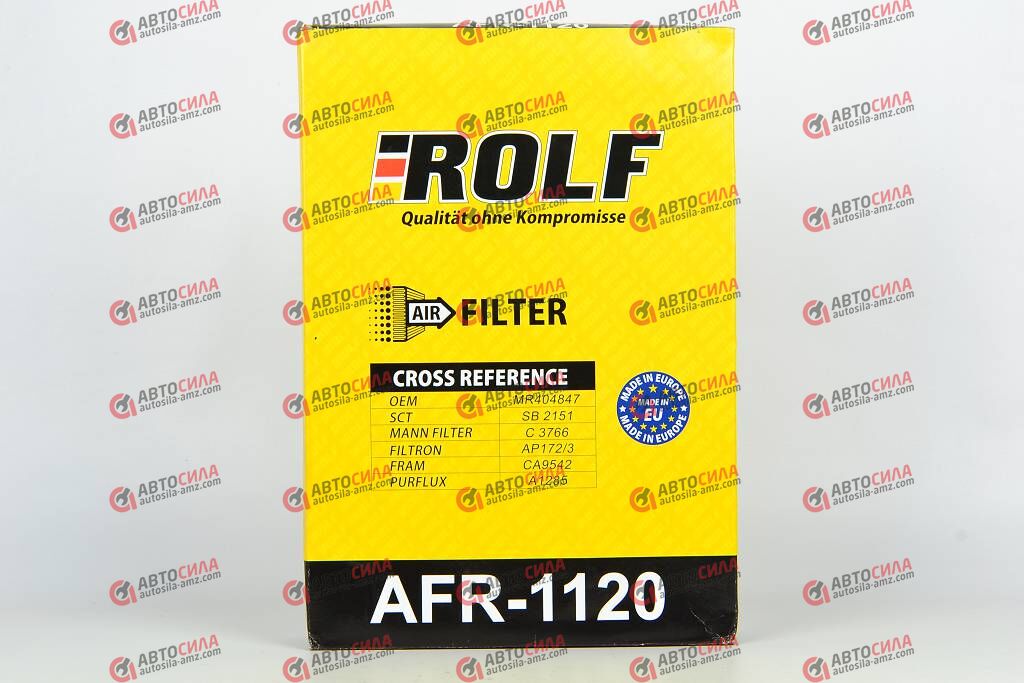 ROLF
Qualität ohne Kompromisse
AIR FILTER
CROSS REFERENCE
OEM MR404847
SCT SB 2151
MANN FILTER C 3766
FILTRON AP172/3
FRAM CA9542
PURFLUX A1285
MADE IN EUROPE
MADE IN
EU
MADE IN EUROPE
AFR-1120
АВТОСИЛА
autosila-amz.com